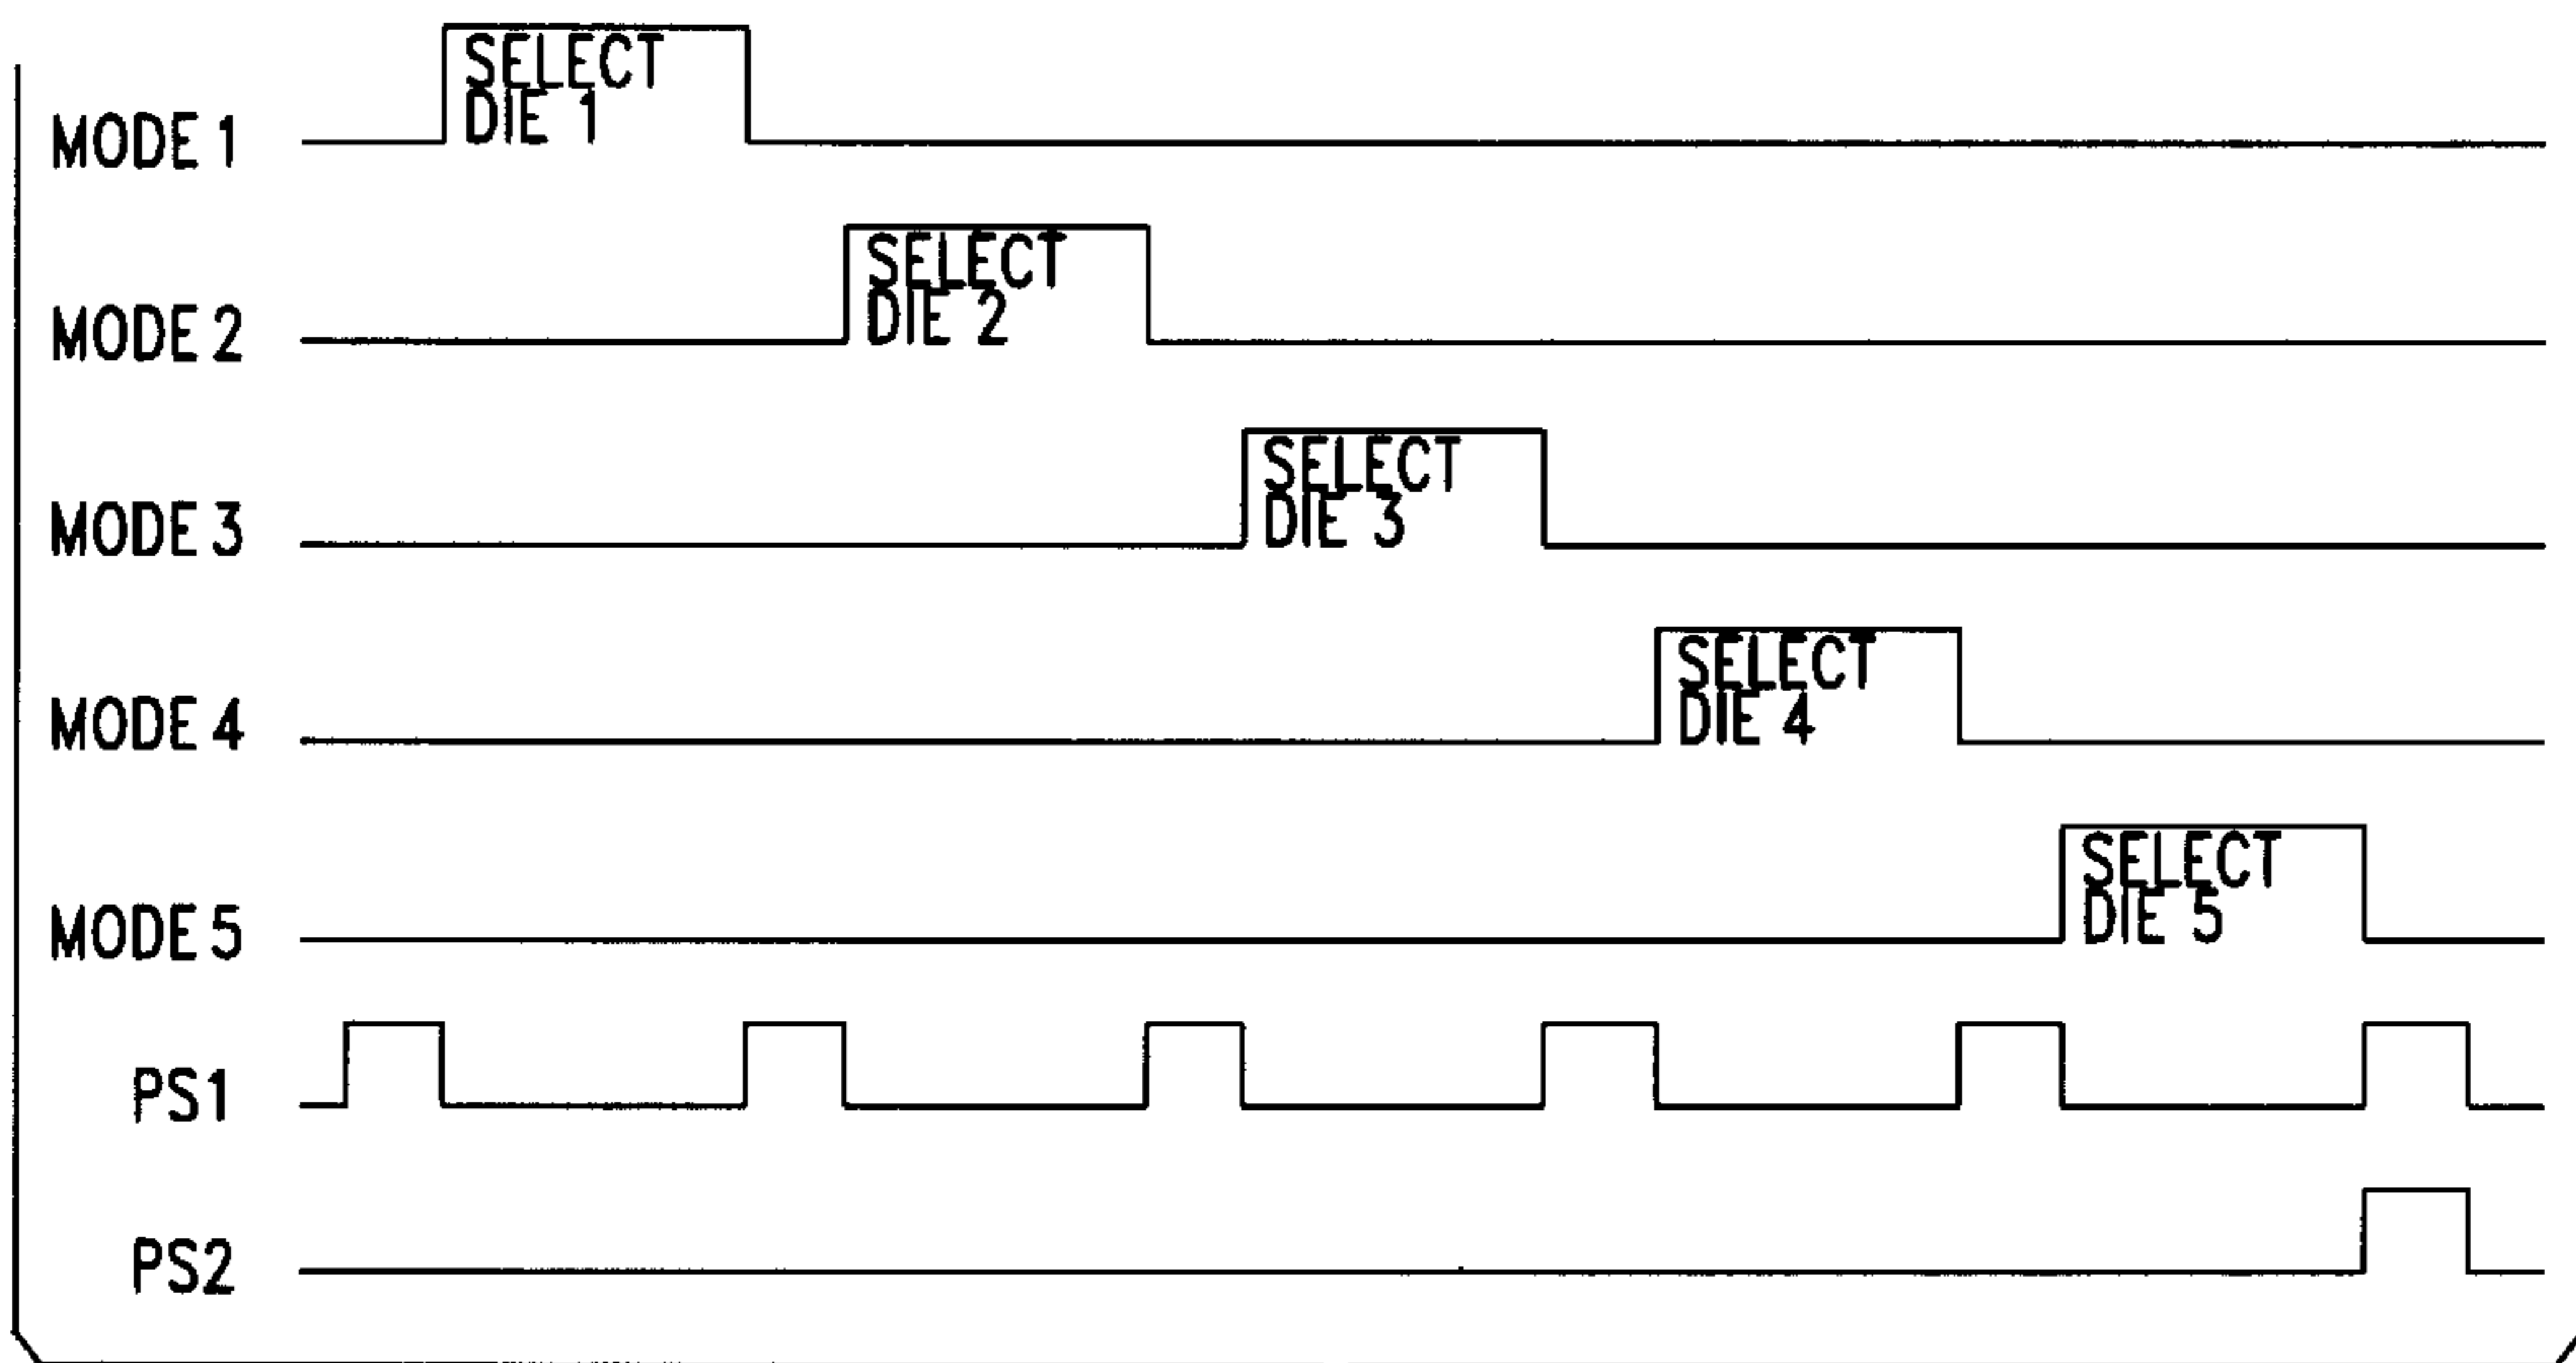 SELECT
DIE 1
MODE 1
SELECT
DIE 2
MODE 2
SELECT
DIE 3
MODE 3
SELECT
DIE 4
MODE 4
SELECT
DIE 5
MODE 5
PS1
PS2